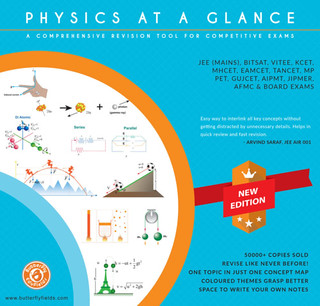 PHYSICS AT A GLANCE
A COMPREHENSIVE REVISION TOOL FOR COMPETITIVE EXAMS
JEE (MAINS), BITSAT, VITEE, KCET,
MHCET, EAMCET, TANCET, MP
PET, GUJCET, AIPMT, JIPMER,
AFMC & BOARD EXAMS
Easy way to interlink all key concepts without
getting distracted by unnecessary details. Helps in
quick review and fast revision.
- ARVIND SARAF, JEE AIR 001
Series
Parallel
NEW
EDITION
50000+ COPIES SOLD
REVISE LIKE NEVER BEFORE!
ONE TOPIC IN JUST ONE CONCEPT MAP
COLOURED THEMES GRASP BETTER
SPACE TO WRITE YOUR OWN NOTES
www.butterflyfields.com